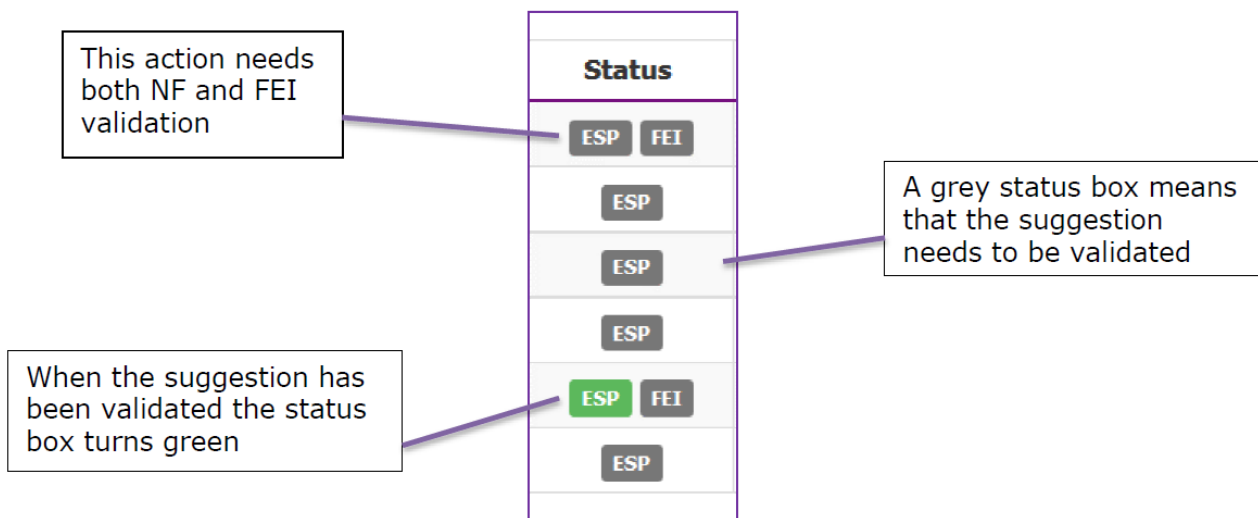 This action needs
both NF and FEI
validation
Status
ESP FEI
ESP
ESP
ESP
ESP FEI
ESP
A grey status box means
that the suggestion
needs to be validated
When the suggestion has
been validated the status
box turns green